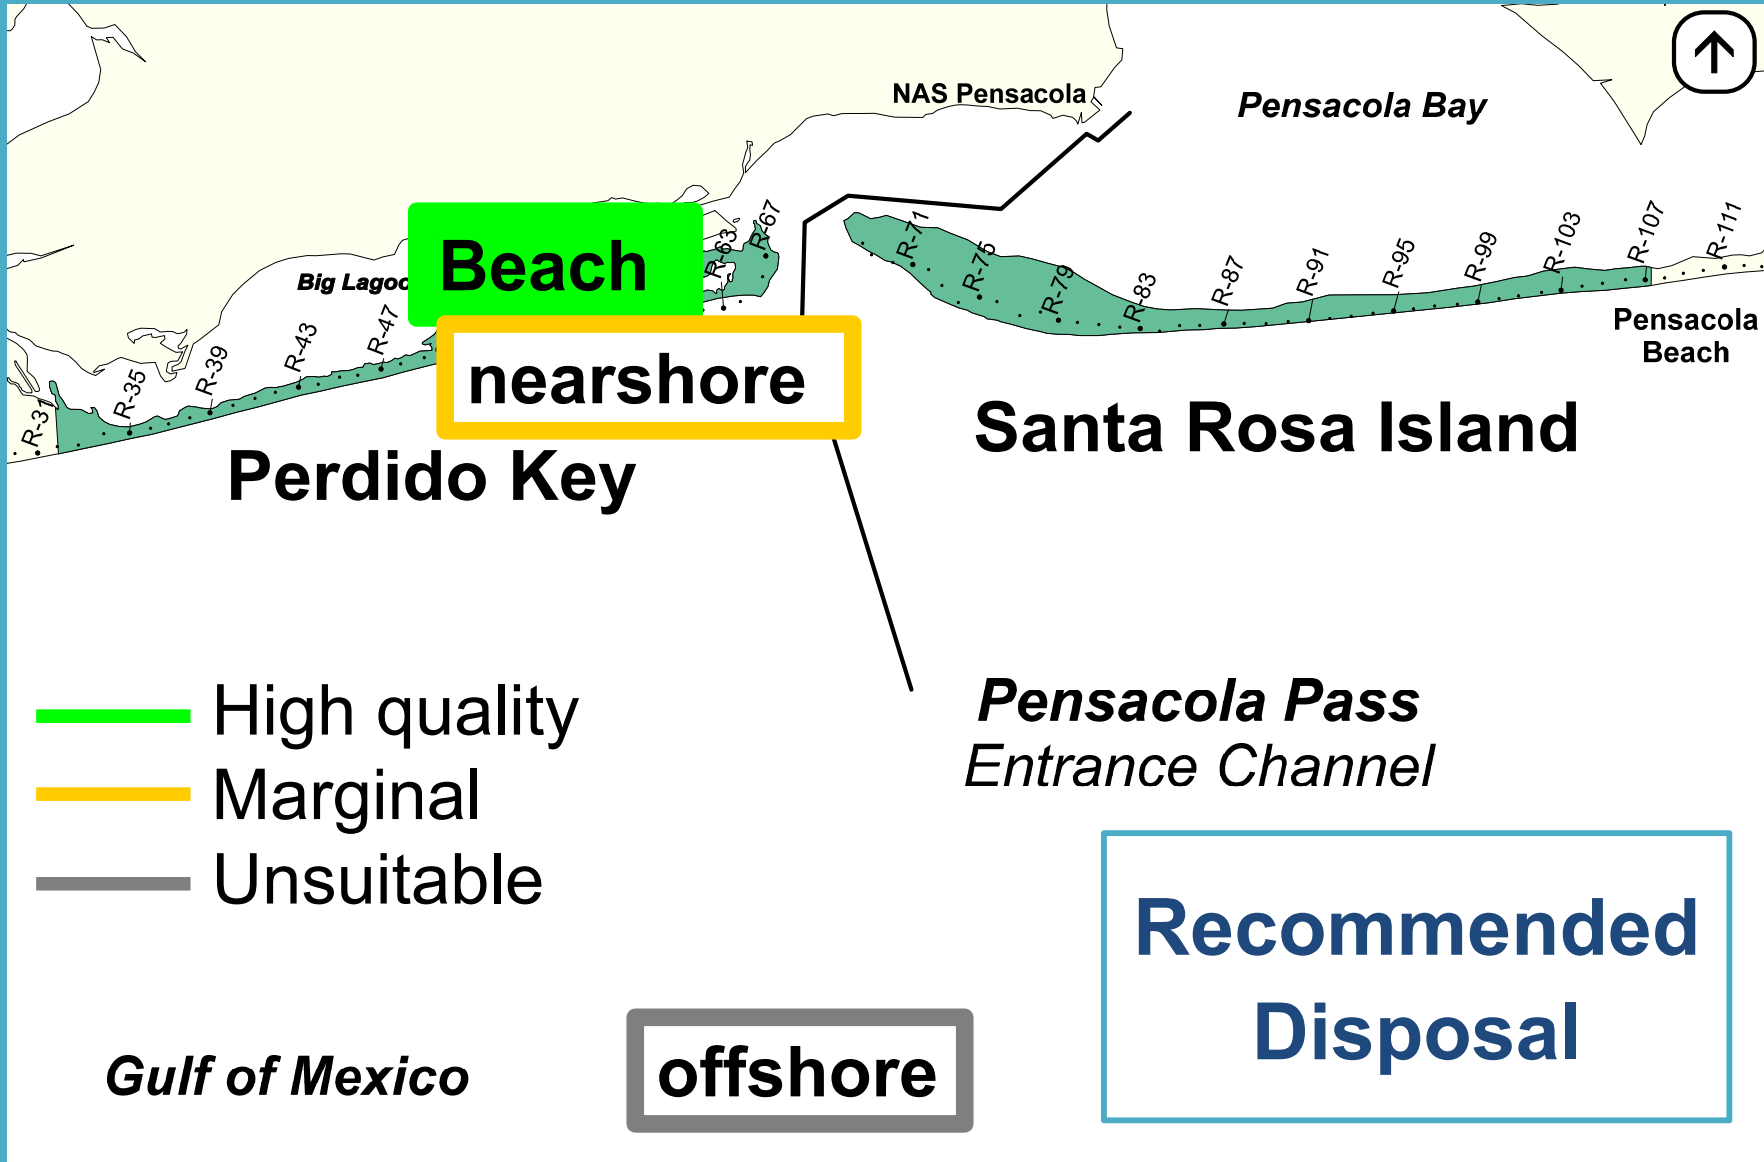 NAS Pensacola
Pensacola Bay
R-67
R-63
R-71
R-75
R-79
R-83
R-87
R-91
R-95
R-99
R-103
R-107
R-111
Beach
Big Lagoo
R-47
R-43
R-39
R-35
R-31
nearshore
Pensacola
Beach
Santa Rosa Island
Perdido Key
High quality
Marginal
Unsuitable
Pensacola Pass
Entrance Channel
Recommended
Disposal
Gulf of Mexico
offshore